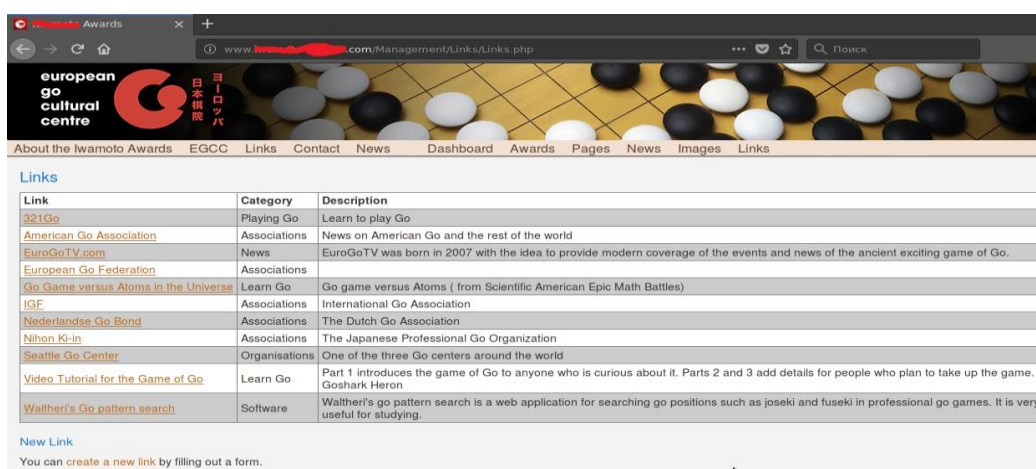 Awards × +
www. .com/Management/Links/Links.php ••• Поиск
european
go
cultural
centre
日本棋院
ヨーロッパ
About the Iwamoto Awards EGCC Links Contact News Dashboard Awards Pages News Images Links
Links
Link Category Description
321Go Playing Go Learn to play Go
American Go Association Associations News on American Go and the rest of the world
EuroGoTV.com News EuroGoTV was born in 2007 with the idea to provide modern coverage of the events and news of the ancient exciting game of Go.
European Go Federation Associations
Go Game versus Atoms in the Universe Learn Go Go game versus Atoms ( from Scientific American Epic Math Battles)
IGF Associations International Go Association
Nederlandse Go Bond Associations The Dutch Go Association
Nihon Ki-in Associations The Japanese Professional Go Organization
Seattle Go Center Organisations One of the three Go centers around the world
Video Tutorial for the Game of Go Learn Go Part 1 introduces the game of Go to anyone who is curious about it. Parts 2 and 3 add details for people who plan to take up the game.
Goshark Heron
Waltheri's Go pattern search Software Waltheri's go pattern search is a web application for searching go positions such as joseki and fuseki in professional go games. It is very
useful for studying.
New Link
You can create a new link by filling out a form.